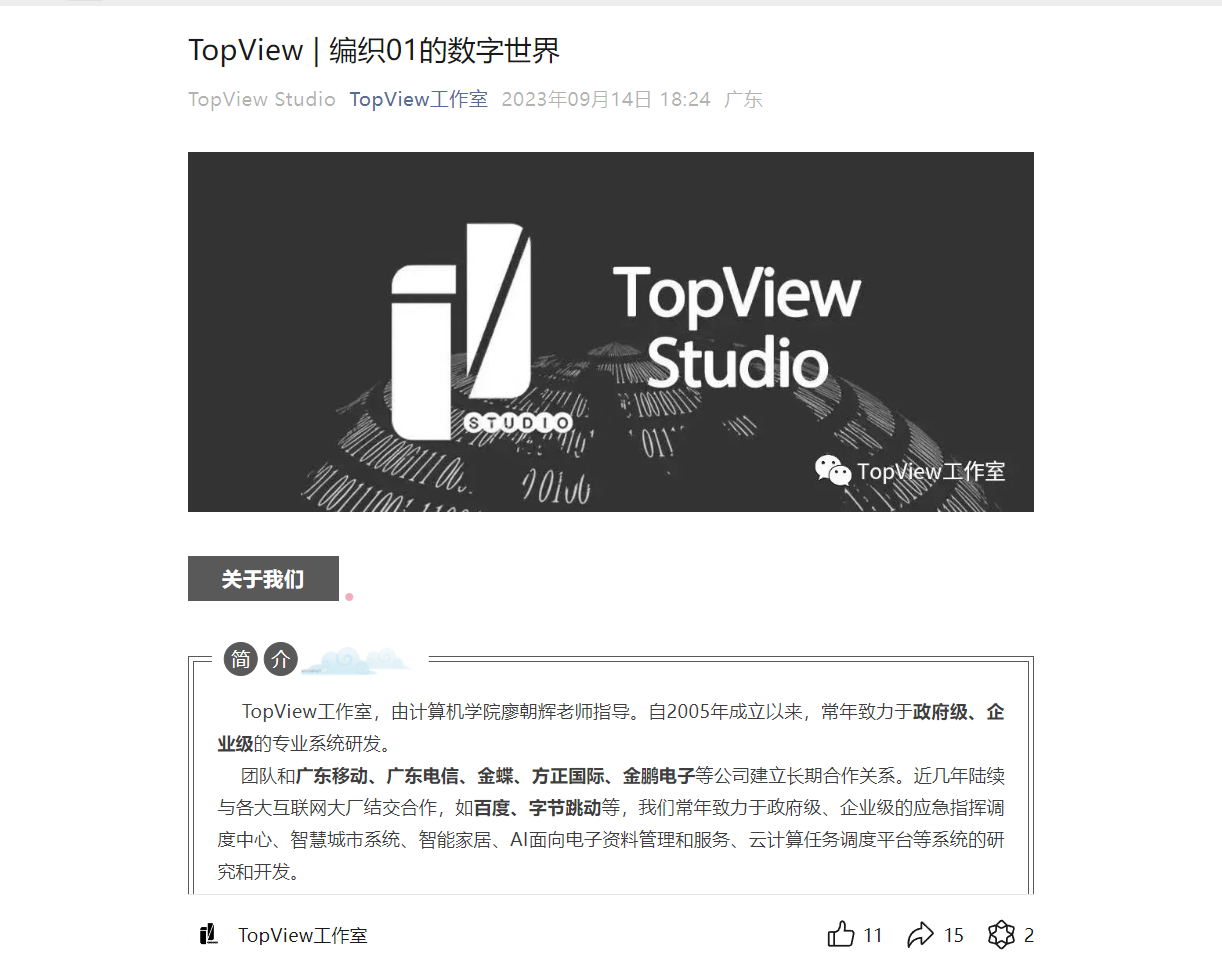 TopView | 编织01的数字世界
TopView Studio TopView工作室 2023年09月14日 18:24 广东
TopView
Studio
STUDIO
TopView工作室
关于我们
简介
TopView工作室，由计算机学院廖朝辉老师指导。自2005年成立以来，常年致力于政府级、企
业级的专业系统研发。
团队和广东移动、广东电信、金蝶、方正国际、金鹏电子等公司建立长期合作关系。近几年陆续
与各大互联网大厂结交合作，如百度、字节跳动等，我们常年致力于政府级、企业级的应急指挥调
度中心、智慧城市系统、智能家居、AI面向电子资料管理和服务、云计算任务调度平台等系统的研
究和开发。
TopView工作室 11 15 2